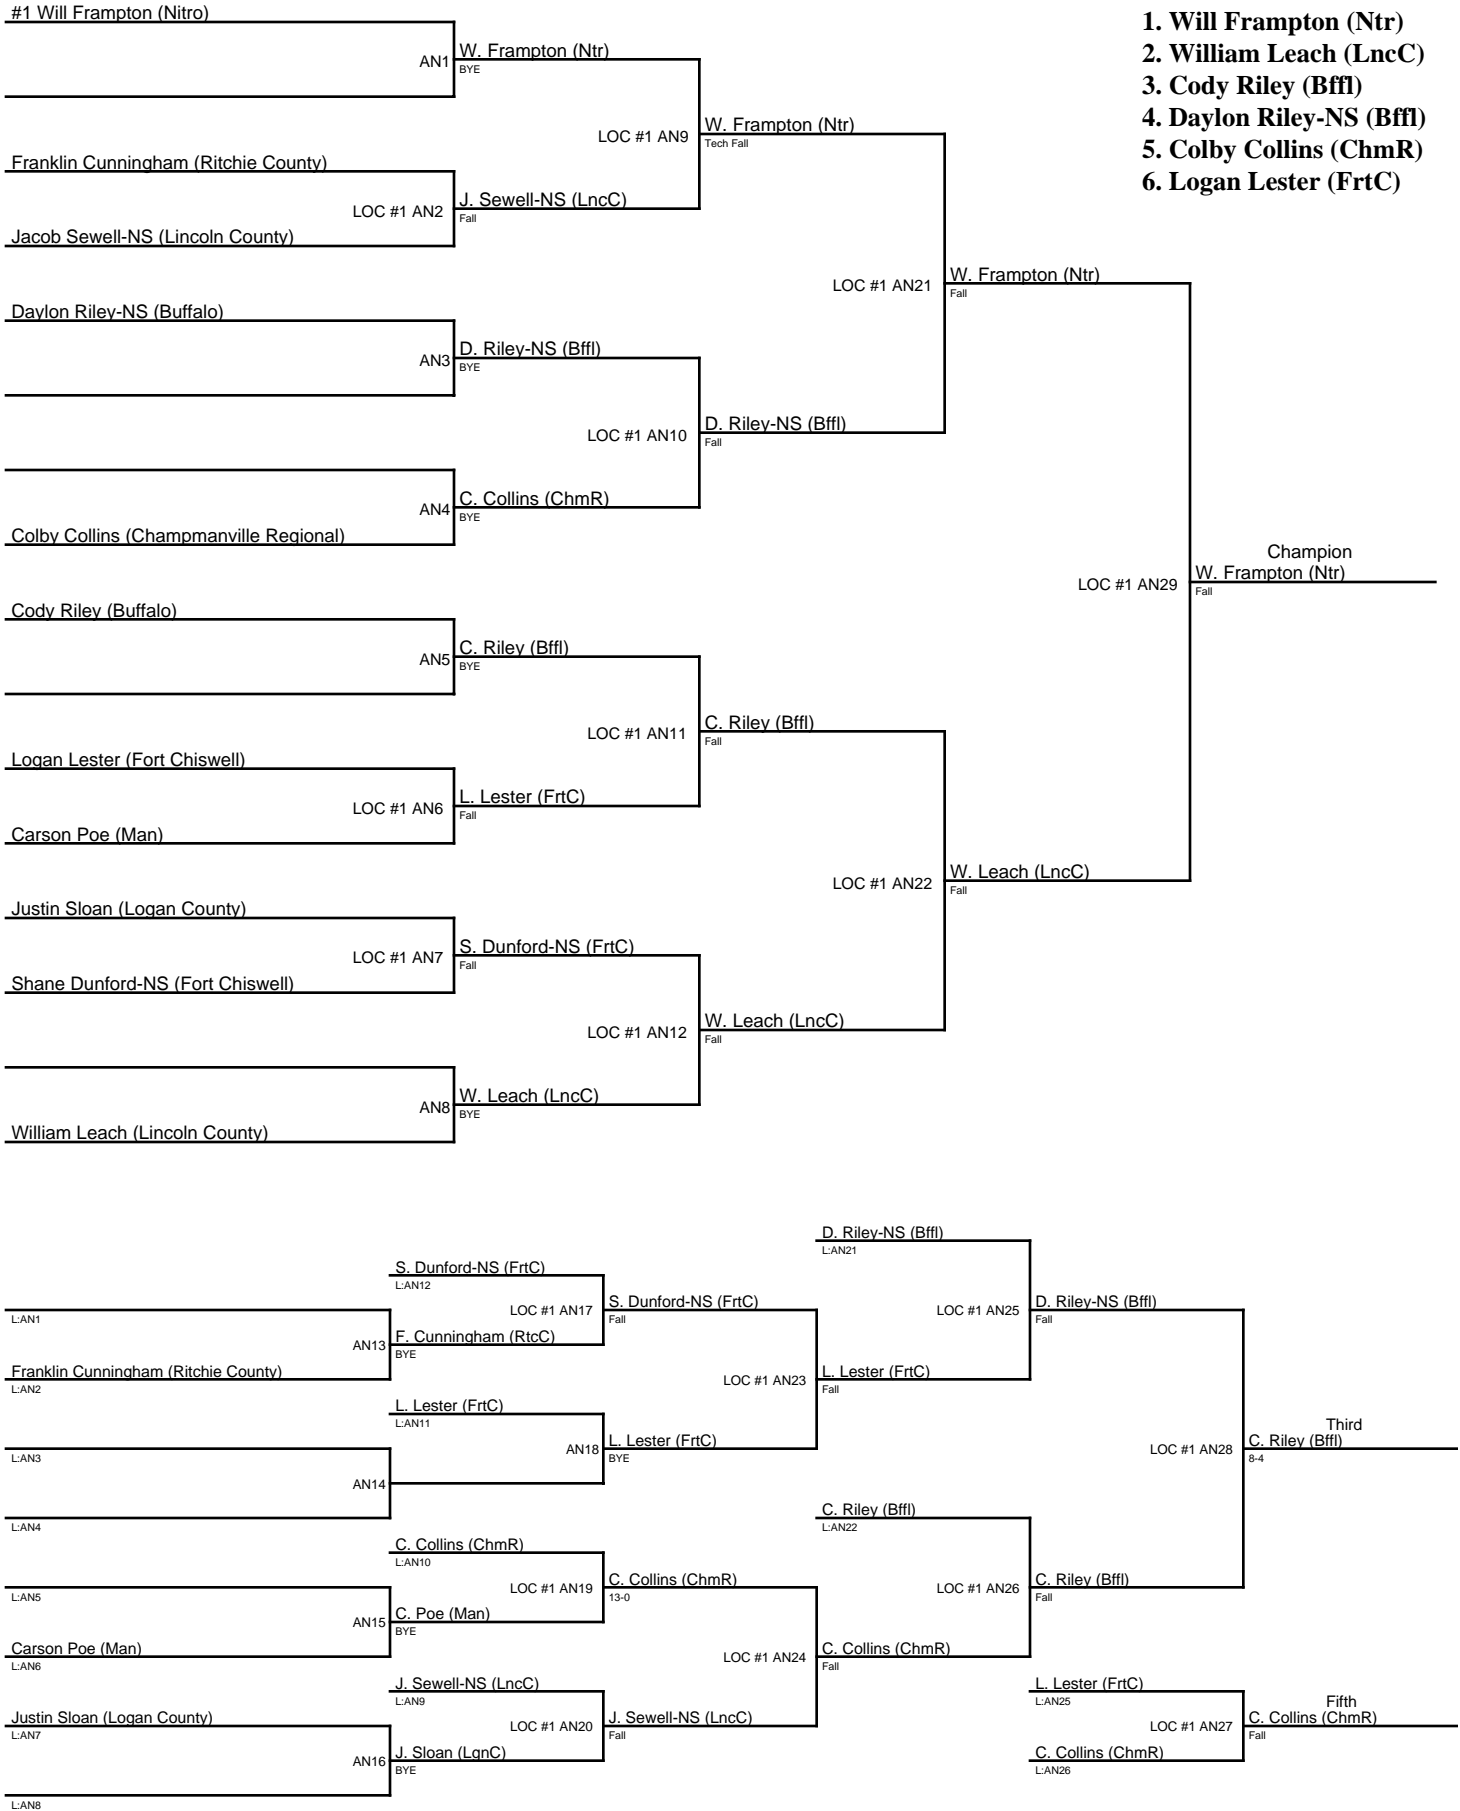 #1 Will Frampton (Nitro)
1. Will Frampton (Ntr)
2. William Leach (LncC)
3. Cody Riley (Bffl)
4. Daylon Riley-NS (Bffl)
5. Colby Collins (ChmR)
6. Logan Lester (FrtC)
AN1
W. Frampton (Ntr)
BYE
LOC #1 AN9
W. Frampton (Ntr)
Tech Fall
Franklin Cunningham (Ritchie County)
LOC #1 AN2
J. Sewell-NS (LncC)
Fall
Jacob Sewell-NS (Lincoln County)
LOC #1 AN21
W. Frampton (Ntr)
Fall
Daylon Riley-NS (Buffalo)
AN3
D. Riley-NS (Bffl)
BYE
LOC #1 AN10
D. Riley-NS (Bffl)
Fall
AN4
C. Collins (ChmR)
BYE
Colby Collins (Champmanville Regional)
Champion
LOC #1 AN29
W. Frampton (Ntr)
Fall
Cody Riley (Buffalo)
AN5
C. Riley (Bffl)
BYE
LOC #1 AN11
C. Riley (Bffl)
Fall
Logan Lester (Fort Chiswell)
LOC #1 AN6
L. Lester (FrtC)
Fall
Carson Poe (Man)
LOC #1 AN22
W. Leach (LncC)
Fall
Justin Sloan (Logan County)
LOC #1 AN7
S. Dunford-NS (FrtC)
Fall
Shane Dunford-NS (Fort Chiswell)
LOC #1 AN12
W. Leach (LncC)
Fall
AN8
W. Leach (LncC)
BYE
William Leach (Lincoln County)
D. Riley-NS (Bffl)
L:AN21
S. Dunford-NS (FrtC)
L:AN12
LOC #1 AN17
S. Dunford-NS (FrtC)
Fall
LOC #1 AN25
D. Riley-NS (Bffl)
Fall
L:AN1
AN13
F. Cunningham (RtcC)
BYE
Franklin Cunningham (Ritchie County)
L:AN2
LOC #1 AN23
L. Lester (FrtC)
Fall
L. Lester (FrtC)
L:AN11
AN18
L. Lester (FrtC)
BYE
L:AN3
AN14
L:AN4
Third
LOC #1 AN28
C. Riley (Bffl)
8-4
C. Riley (Bffl)
L:AN22
C. Collins (ChmR)
L:AN10
LOC #1 AN19
C. Collins (ChmR)
13-0
LOC #1 AN26
C. Riley (Bffl)
Fall
L:AN5
AN15
C. Poe (Man)
BYE
Carson Poe (Man)
L:AN6
LOC #1 AN24
C. Collins (ChmR)
Fall
J. Sewell-NS (LncC)
L:AN9
LOC #1 AN20
J. Sewell-NS (LncC)
Fall
Justin Sloan (Logan County)
L:AN7
AN16
J. Sloan (LgnC)
BYE
L:AN8
L. Lester (FrtC)
L:AN25
Fifth
LOC #1 AN27
C. Collins (ChmR)
Fall
C. Collins (ChmR)
L:AN26